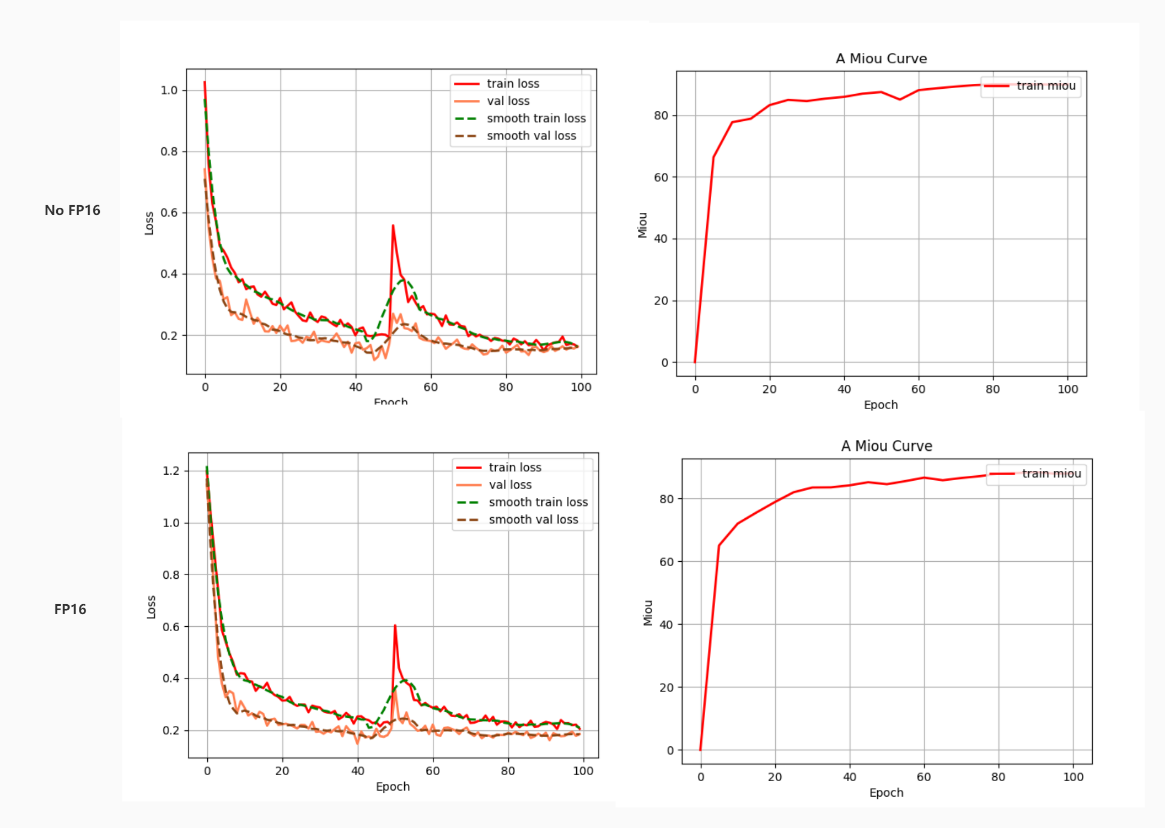 No FP16
1.0
0.8
0.6
0.4
0.2
Loss
0 20 40 60 80 100
Epoch
train loss
val loss
smooth train loss
smooth val loss
A Miou Curve
80
60
40
20
0
Miou
0 20 40 60 80 100
Epoch
train miou
FP16
1.2
1.0
0.8
0.6
0.4
0.2
Loss
0 20 40 60 80 100
Epoch
train loss
val loss
smooth train loss
smooth val loss
A Miou Curve
80
60
40
20
0
Miou
0 20 40 60 80 100
Epoch
train miou